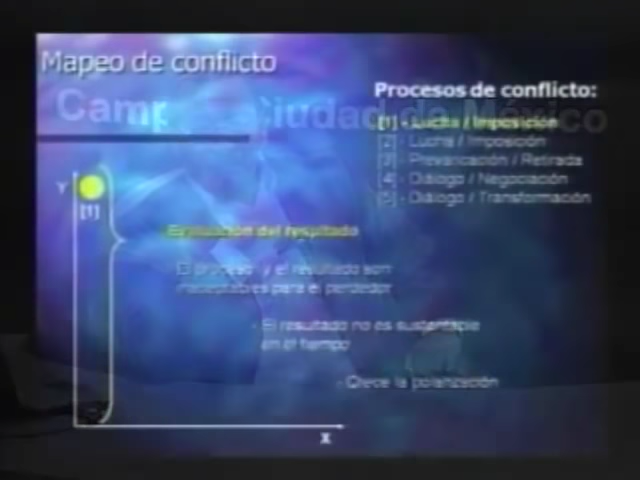 Mapeo de conflicto
Procesos de conflicto:
Camp Ciudad de México
[1] - Lucha / Imposición
[2] - Lucha / Imposición
[3] - Prevaricación / Retirada
[4] - Diálogo / Negociación
[5] - Diálogo / Transformación
Y
[1]
Evaluación del resultado
El proceso y el resultado son
inaceptables para el perdedor
- El resultado no es sustentable
en el tiempo
- Crece la polarización
X